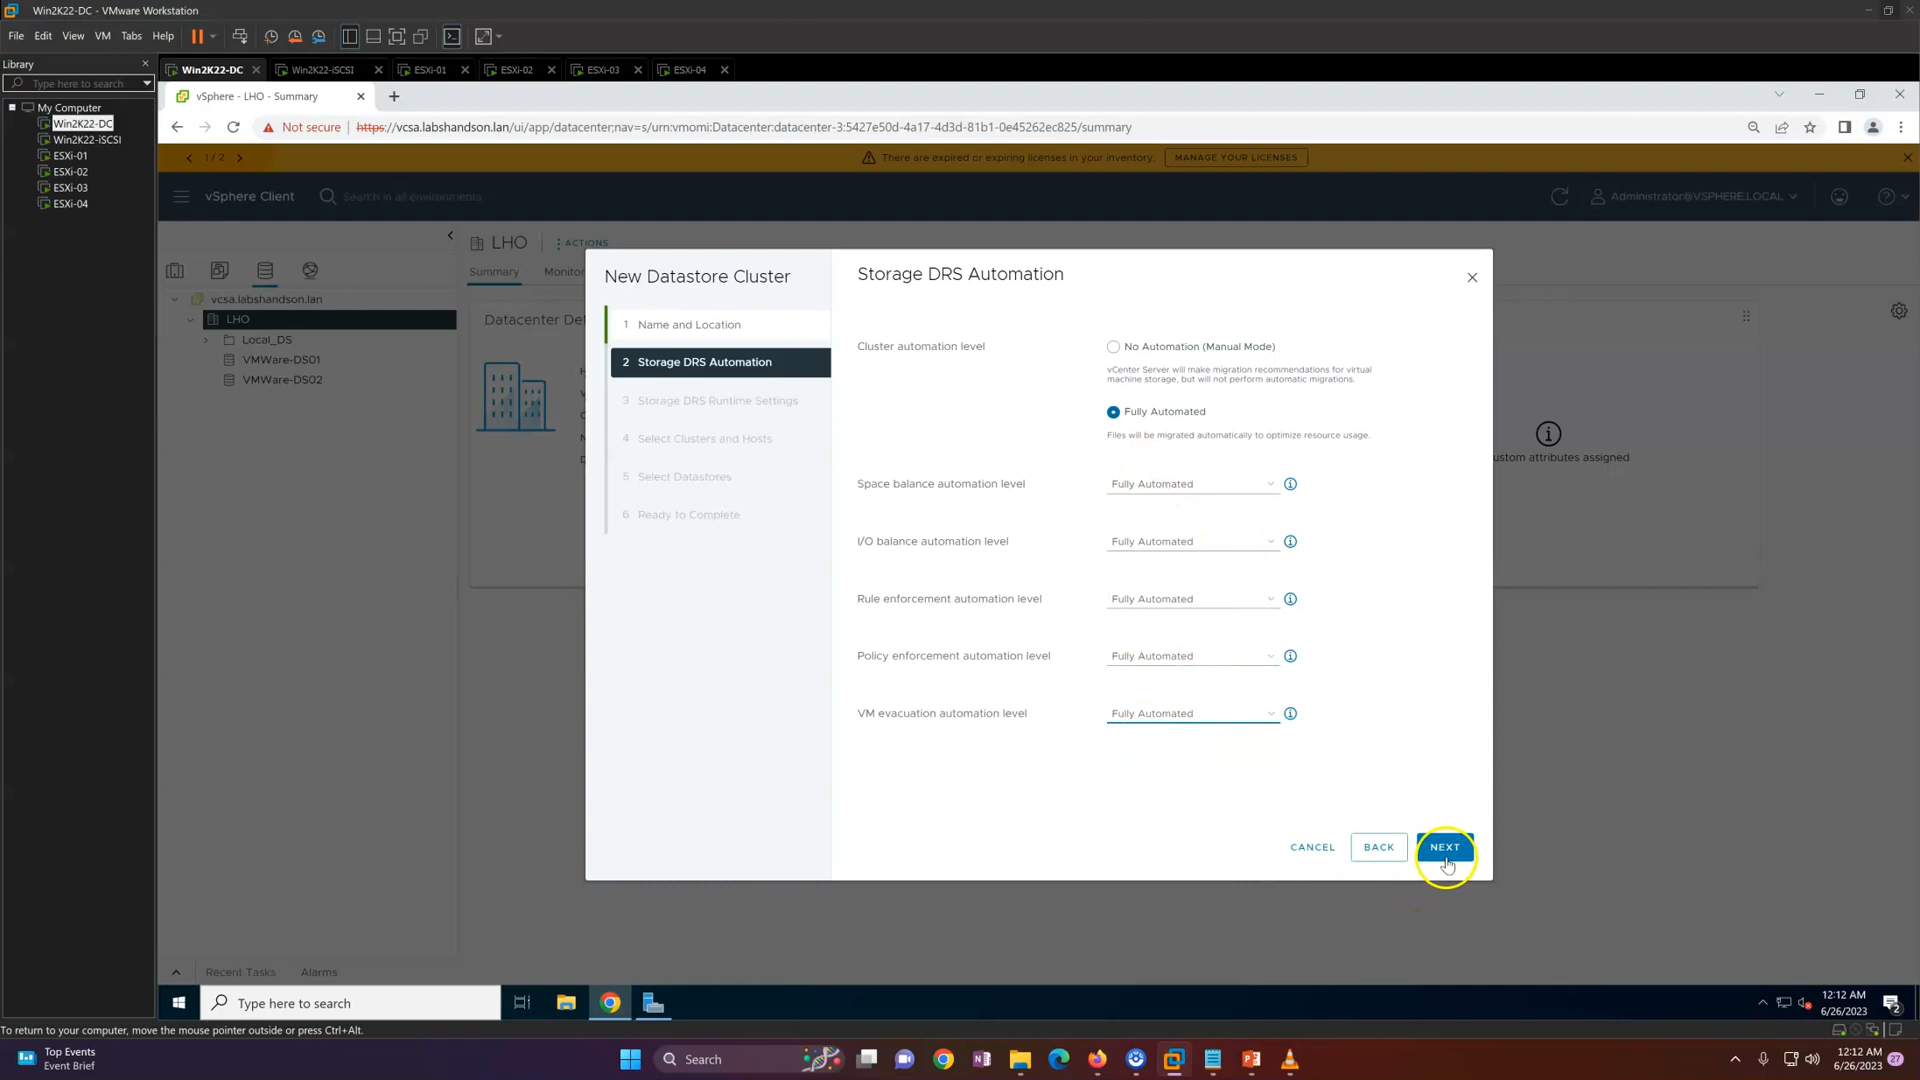 Win2K22-DC - VMware Workstation
File Edit View VM Tabs Help
Library
Type here to search
My Computer
Win2K22-DC
Win2K22-iSCSI
ESXi-01
ESXi-02
ESXi-03
ESXi-04
Win2K22-DC Win2K22-iSCSI ESXi-01 ESXi-02 ESXi-03 ESXi-04
vSphere - LHO - Summary
Not secure https://vcsa.labshandson.lan/ui/app/datacenter;nav=s/urn:vmomi:Datacenter:datacenter-3:5427e50d-4a17-4d3d-81b1-0e45262ec825/summary
1 / 2 There are expired or expiring licenses in your inventory. MANAGE YOUR LICENSES
vSphere Client Search in all environments Administrator@VSPHERE.LOCAL
vcsa.labshandson.lan
LHO
Local_DS
VMWare-DS01
VMWare-DS02
LHO ACTIONS
Summary Monitor
Datacenter De
ustom attributes assigned
New Datastore Cluster
1 Name and Location
2 Storage DRS Automation
3 Storage DRS Runtime Settings
4 Select Clusters and Hosts
5 Select Datastores
6 Ready to Complete
Storage DRS Automation
Cluster automation level No Automation (Manual Mode)
vCenter Server will make migration recommendations for virtual
machine storage, but will not perform automatic migrations.
Fully Automated
Files will be migrated automatically to optimize resource usage.
Space balance automation level Fully Automated
I/O balance automation level Fully Automated
Rule enforcement automation level Fully Automated
Policy enforcement automation level Fully Automated
VM evacuation automation level Fully Automated
CANCEL BACK NEXT
Recent Tasks Alarms
Type here to search
12:12 AM
6/26/2023
2
To return to your computer, move the mouse pointer outside or press Ctrl+Alt.
Top Events
Event Brief
Search
12:12 AM
6/26/2023
27